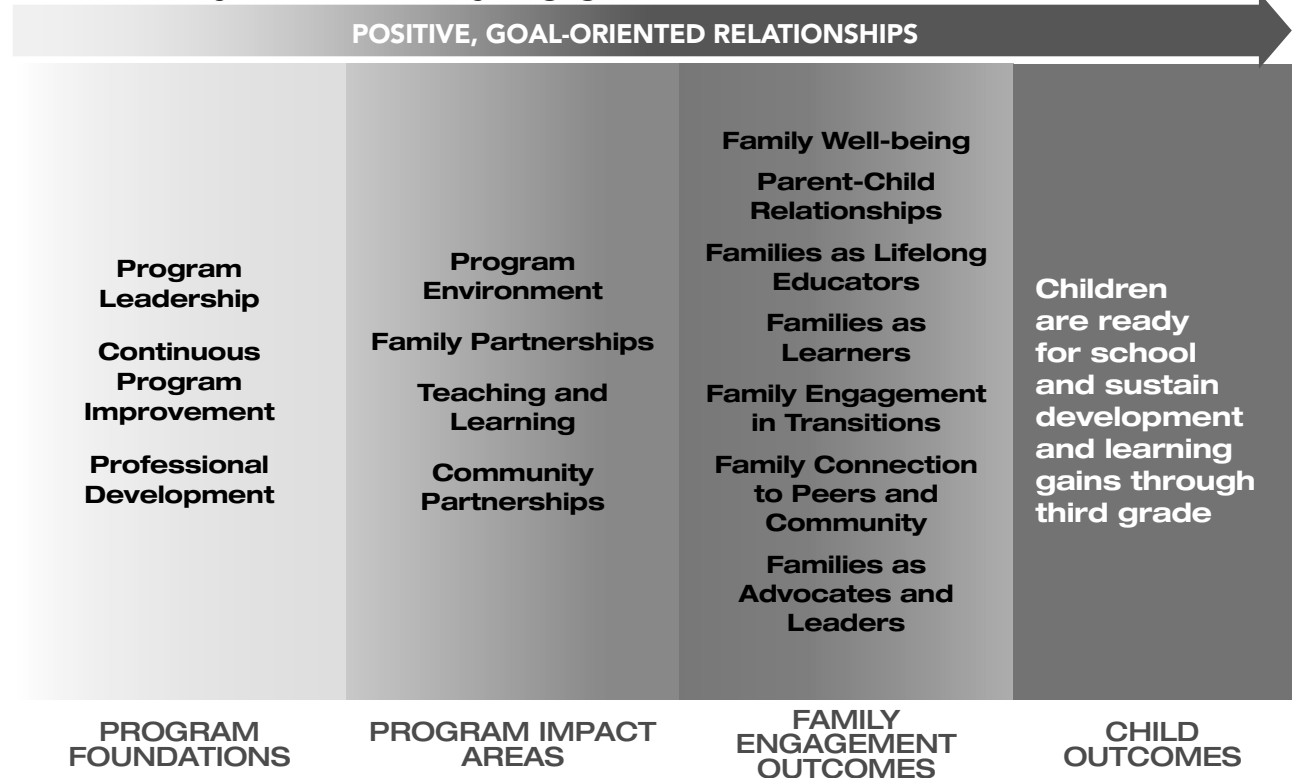 POSITIVE, GOAL-ORIENTED RELATIONSHIPS
Program
Leadership
Continuous
Program
Improvement
Professional
Development
Program
Environment
Family Partnerships
Teaching and
Learning
Community
Partnerships
Family Well-being
Parent-Child
Relationships
Families as Lifelong
Educators
Families as
Learners
Family Engagement
in Transitions
Family Connection
to Peers and
Community
Families as
Advocates and
Leaders
Children
are ready
for school
and sustain
development
and learning
gains through
third grade
PROGRAM
FOUNDATIONS
PROGRAM IMPACT
AREAS
FAMILY
ENGAGEMENT
OUTCOMES
CHILD
OUTCOMES